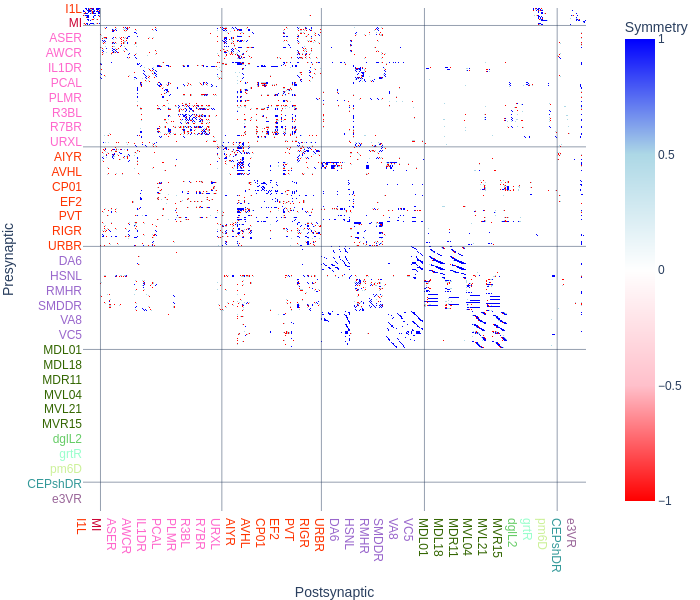 Symmetry
1
0.5
0
−0.5
−1
Presynaptic
I1L
MI
ASER
AWCR
IL1DR
PCAL
PLMR
R3BL
R7BR
URXL
AIYR
AVHL
CP01
EF2
PVT
RIGR
URBR
DA6
HSNL
RMHR
SMDDR
VA8
VC5
MDL01
MDL18
MDR11
MVL04
MVL21
MVR15
dglL2
grtR
pm6D
CEPshDR
e3VR
I1L
MI
ASER
AWCR
IL1DR
PCAL
PLMR
R3BL
R7BR
URXL
AIYR
AVHL
CP01
EF2
PVT
RIGR
URBR
DA6
HSNL
RMHR
SMDDR
VA8
VC5
MDL01
MDL18
MDR11
MVL04
MVL21
MVR15
dglL2
grtR
pm6D
CEPshDR
e3VR
Postsynaptic